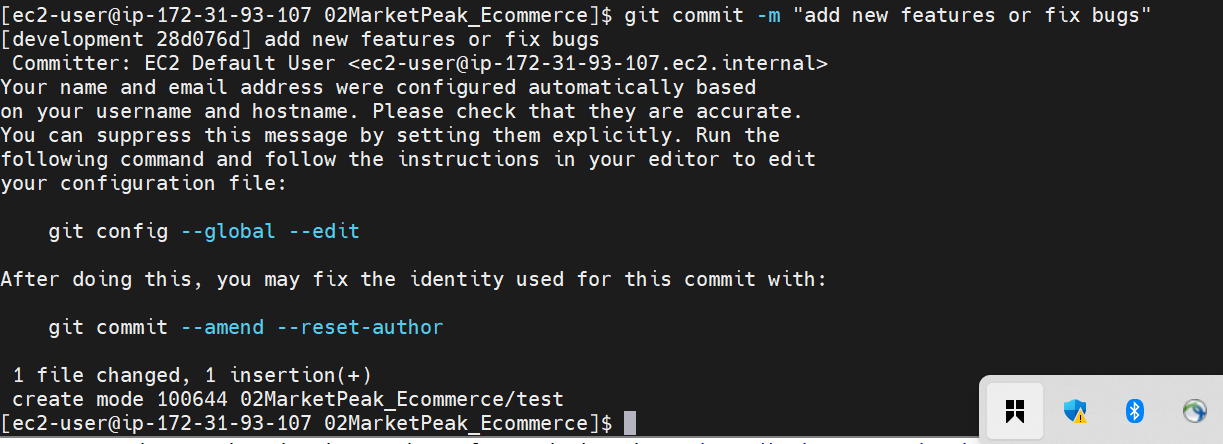 [ec2-user@ip-172-31-93-107 02MarketPeak_Ecommerce]$ git commit -m "add new features or fix bugs"
[development 28d076d] add new features or fix bugs
 Committer: EC2 Default User <ec2-user@ip-172-31-93-107.ec2.internal>
Your name and email address were configured automatically based
on your username and hostname. Please check that they are accurate.
You can suppress this message by setting them explicitly. Run the
following command and follow the instructions in your editor to edit
your configuration file:

    git config --global --edit

After doing this, you may fix the identity used for this commit with:

    git commit --amend --reset-author

 1 file changed, 1 insertion(+)
 create mode 100644 02MarketPeak_Ecommerce/test
[ec2-user@ip-172-31-93-107 02MarketPeak_Ecommerce]$